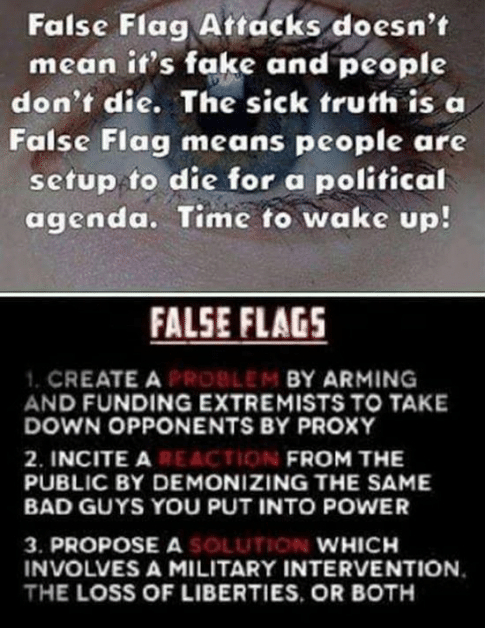 False Flag Attacks doesn't
mean it's fake and people
don't die. The sick truth is a
False Flag means people are
setup to die for a political
agenda. Time to wake up!
FALSE FLAGS
1. CREATE A PROBLEM BY ARMING
AND FUNDING EXTREMISTS TO TAKE
DOWN OPPONENTS BY PROXY
2. INCITE A REACTION FROM THE
PUBLIC BY DEMONIZING THE SAME
BAD GUYS YOU PUT INTO POWER
3. PROPOSE A SOLUTION WHICH
INVOLVES A MILITARY INTERVENTION,
THE LOSS OF LIBERTIES, OR BOTH